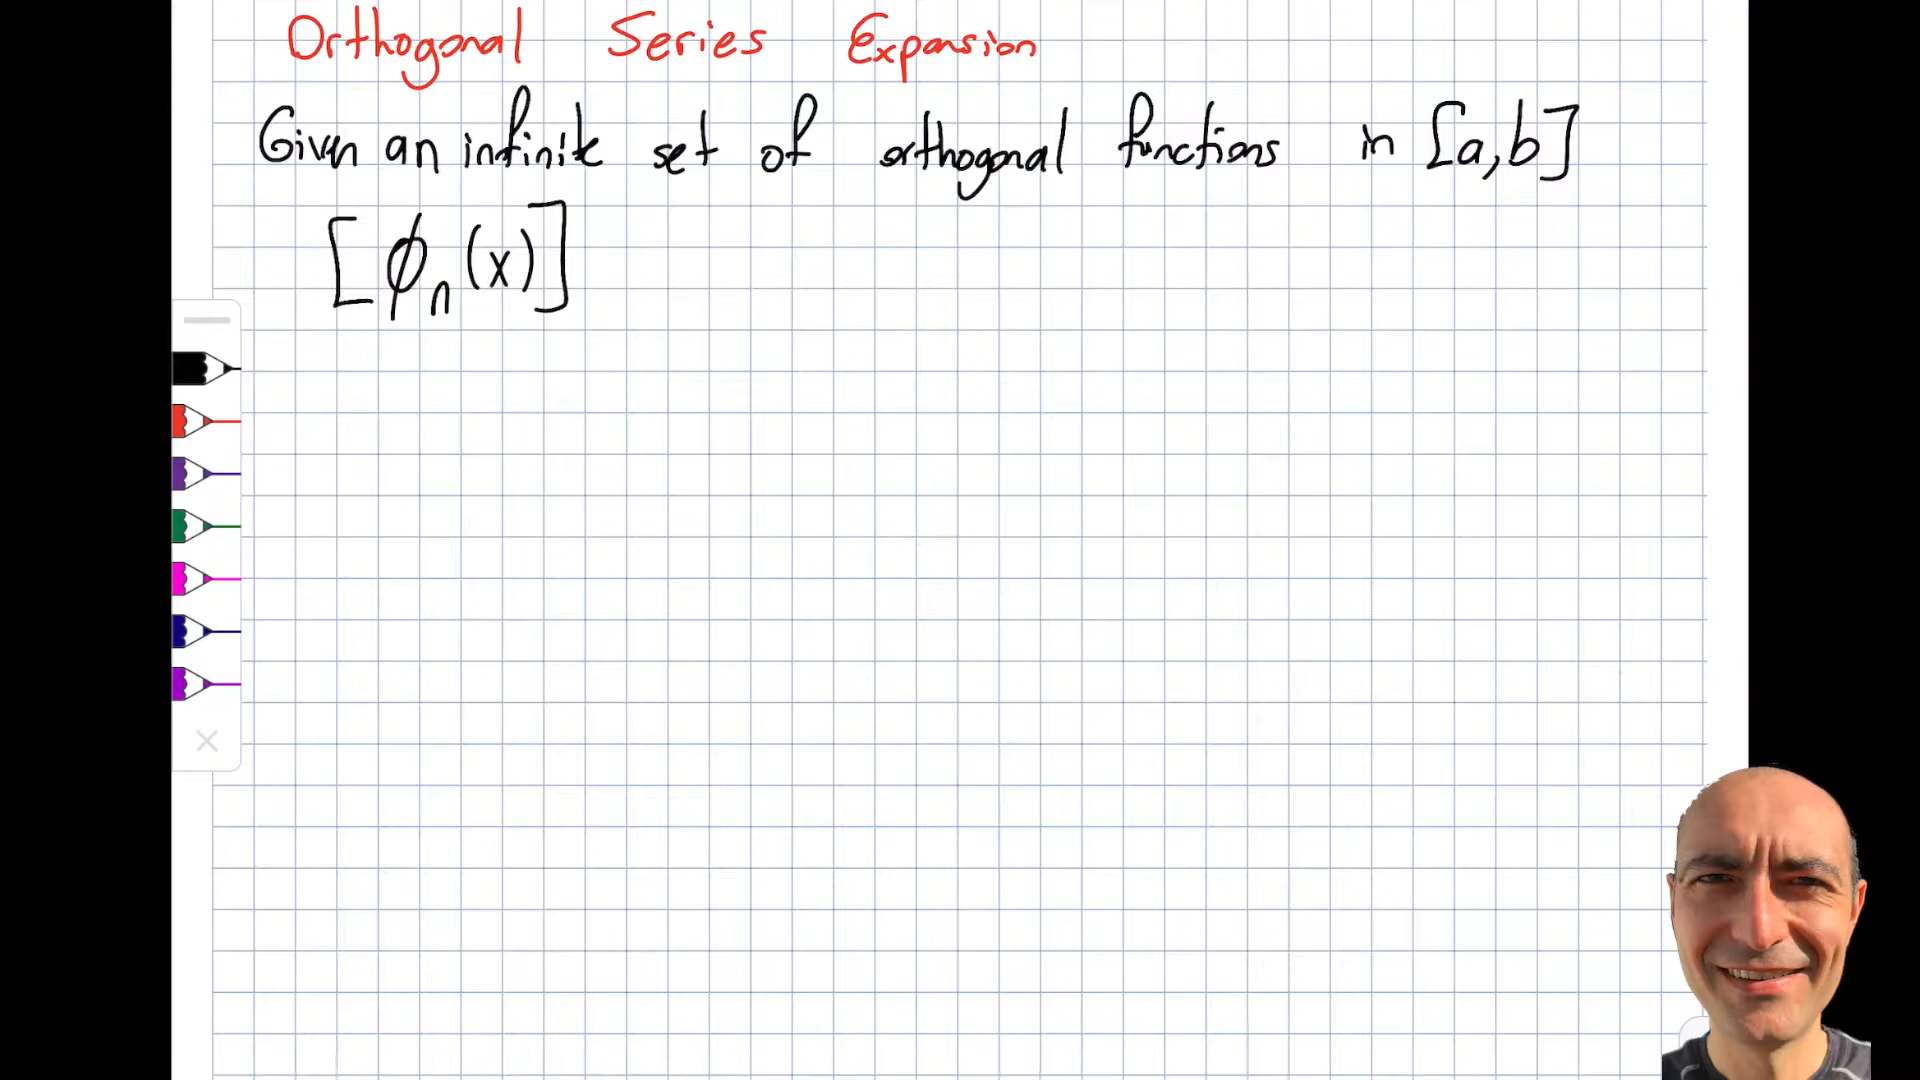 Orthogonal Series Expansion
Given an infinite set of orthogonal functions in [a,b]
[ϕₙ(x)]